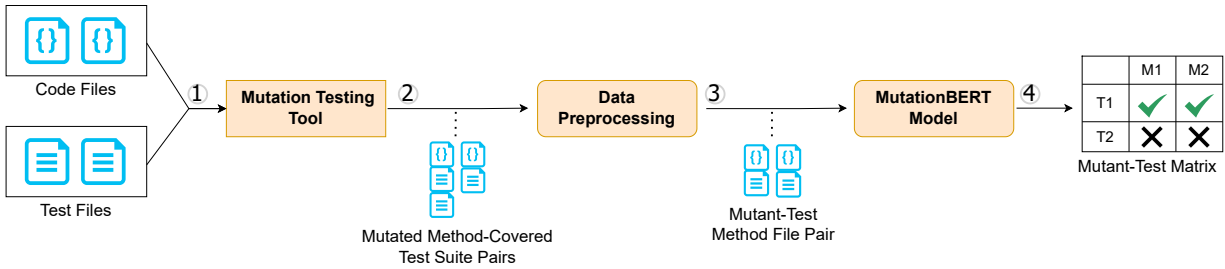 {} {}
Code Files
Test Files
1
Mutation Testing
Tool
2
{} {}
Mutated Method-Covered
Test Suite Pairs
Data
Preprocessing
3
{} {}
Mutant-Test
Method File Pair
MutationBERT
Model
4
M1 M2
T1
T2
Mutant-Test Matrix